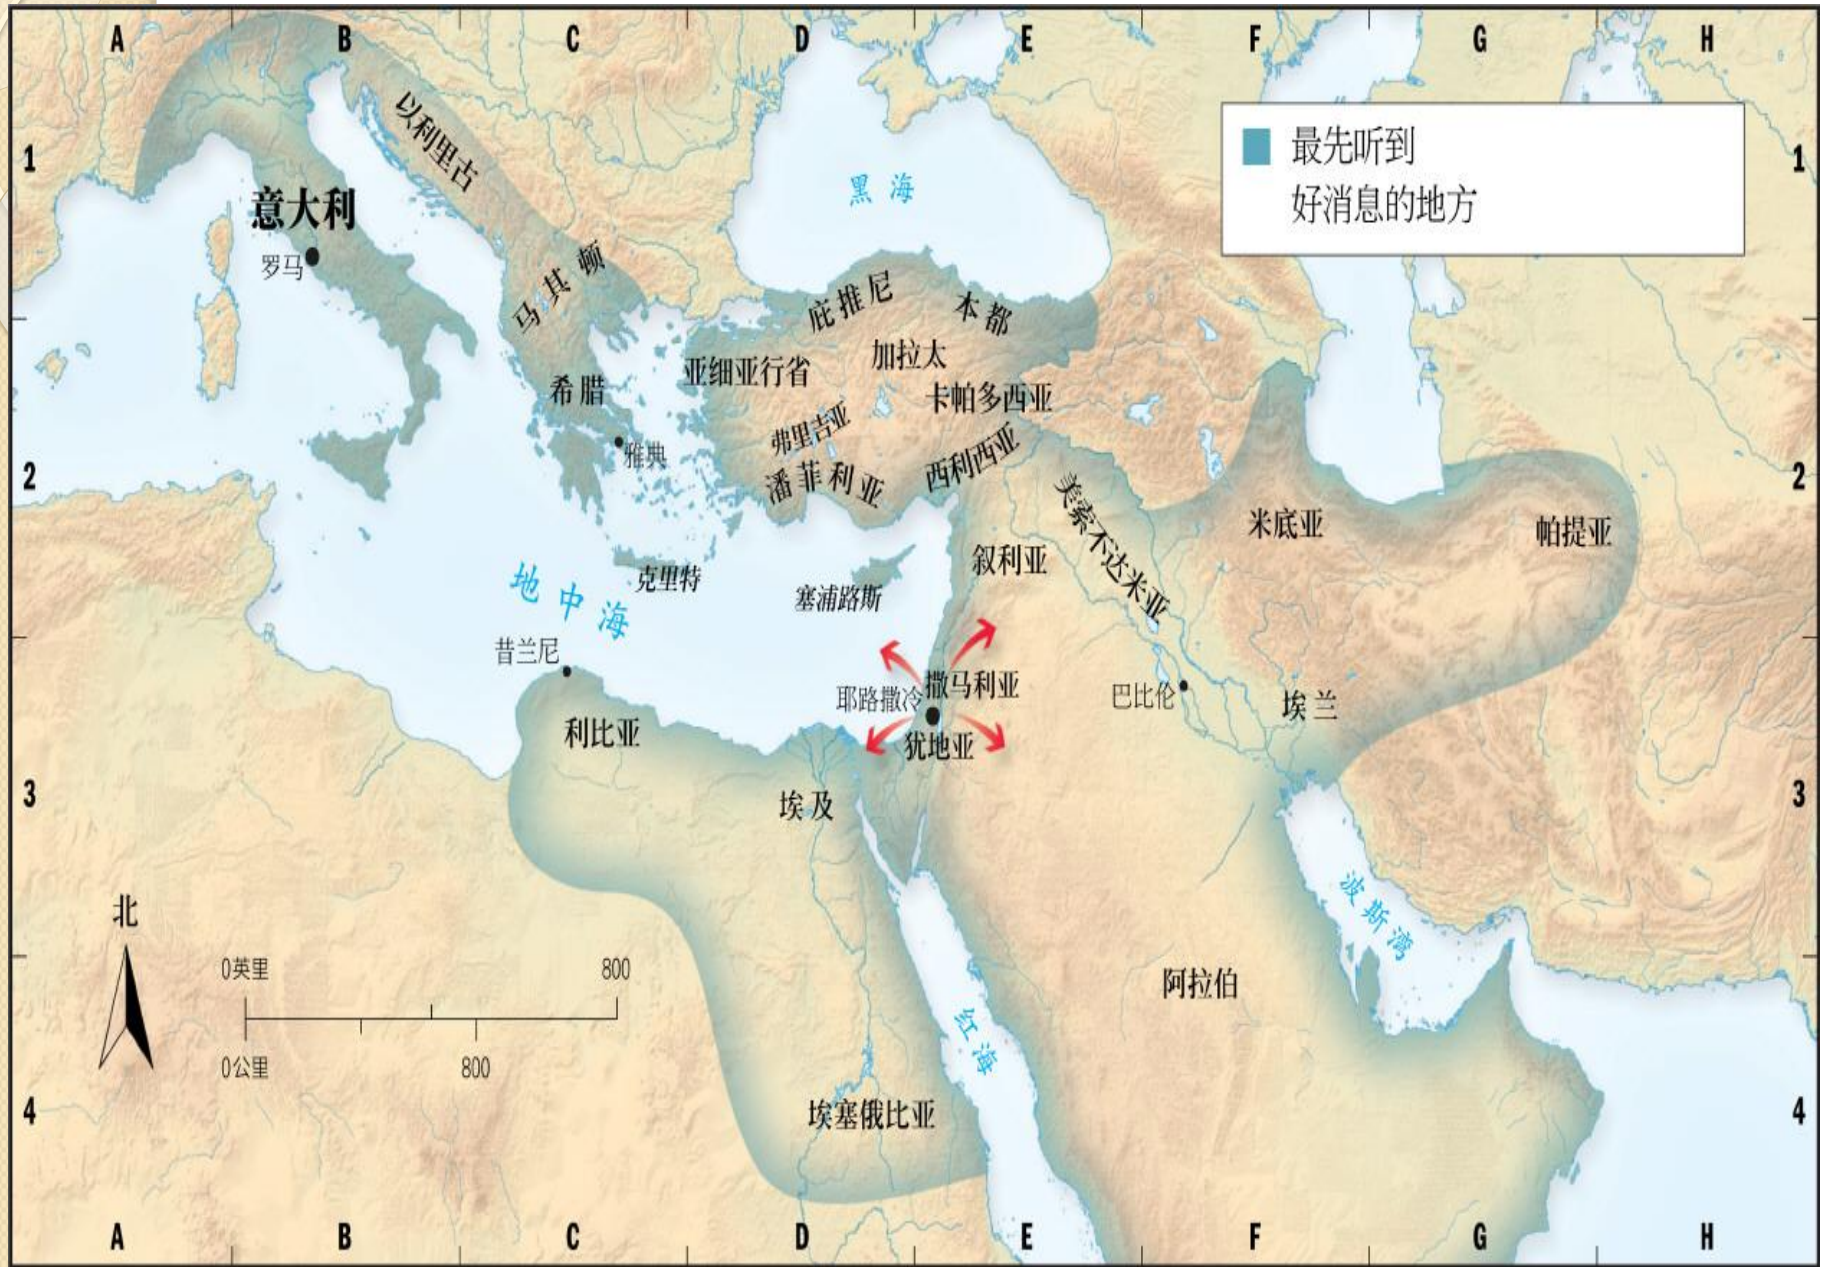 A B C D E F G H
以利里古
1 1
最先听到
好消息的地方
意大利
黑海
罗马
马其顿
庇推尼
本都
亚细亚行省
加拉太
希腊
卡帕多西亚
弗里吉亚
雅典
西利西亚
2 2
潘菲利亚
美索不达米亚
米底亚
帕提亚
叙利亚
克里特
塞浦路斯
地中海
昔兰尼
耶路撒冷
撒马利亚
巴比伦
埃兰
利比亚
犹地亚
3 3
埃及
北
波斯湾
0英里 800
阿拉伯
红海
0公里 800
4 4
埃塞俄比亚
A B C D E F G H